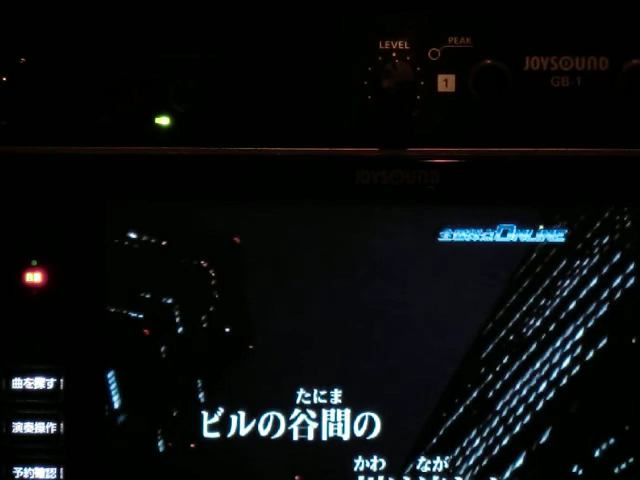 LEVEL
PEAK
1
JOYSOUND
GB-1
JOYSOUND
ONLINE
曲を探す
たにま
ビルの谷間の
演奏操作
かわ なが
予約確認